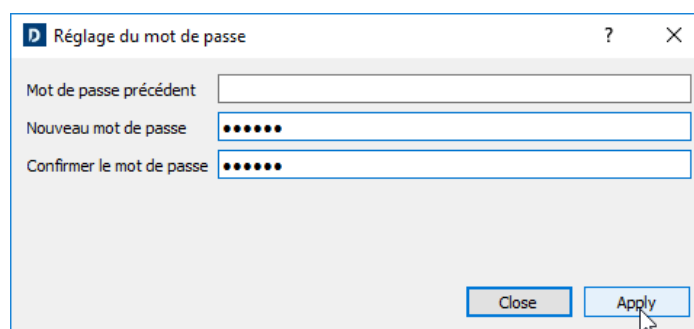 D Réglage du mot de passe ?
Mot de passe précédent
Nouveau mot de passe ••••••
Confirmer le mot de passe ••••••
Close Apply